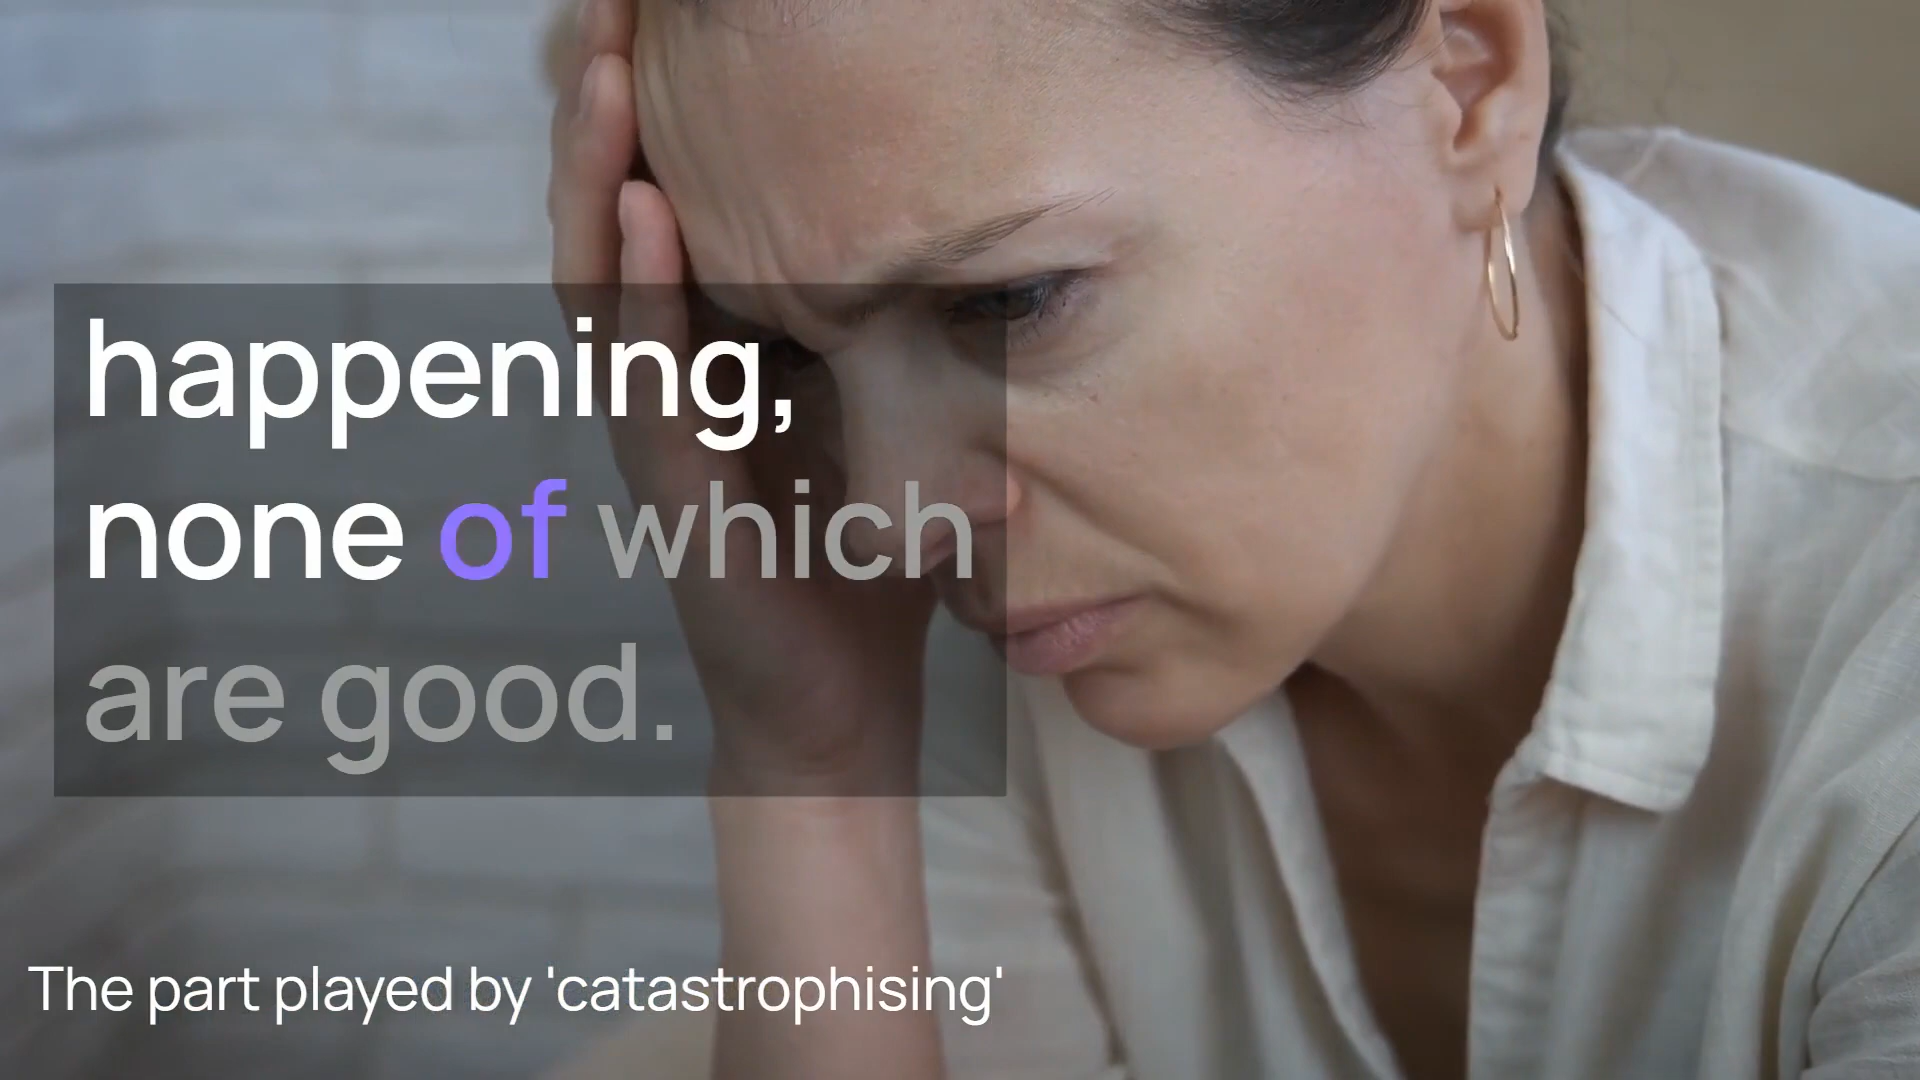 happening,
none of which
are good.
The part played by 'catastrophising'